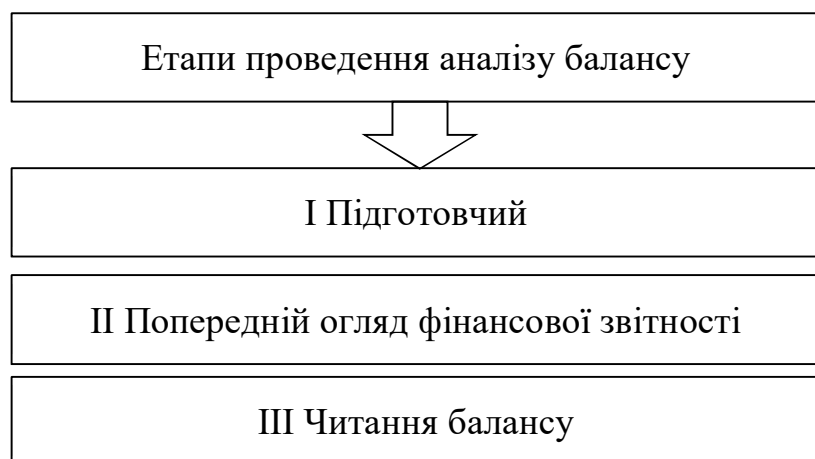 Етапи проведення аналізу балансу
І Підготовчий
ІІ Попередній огляд фінансової звітності
ІІІ Читання балансу